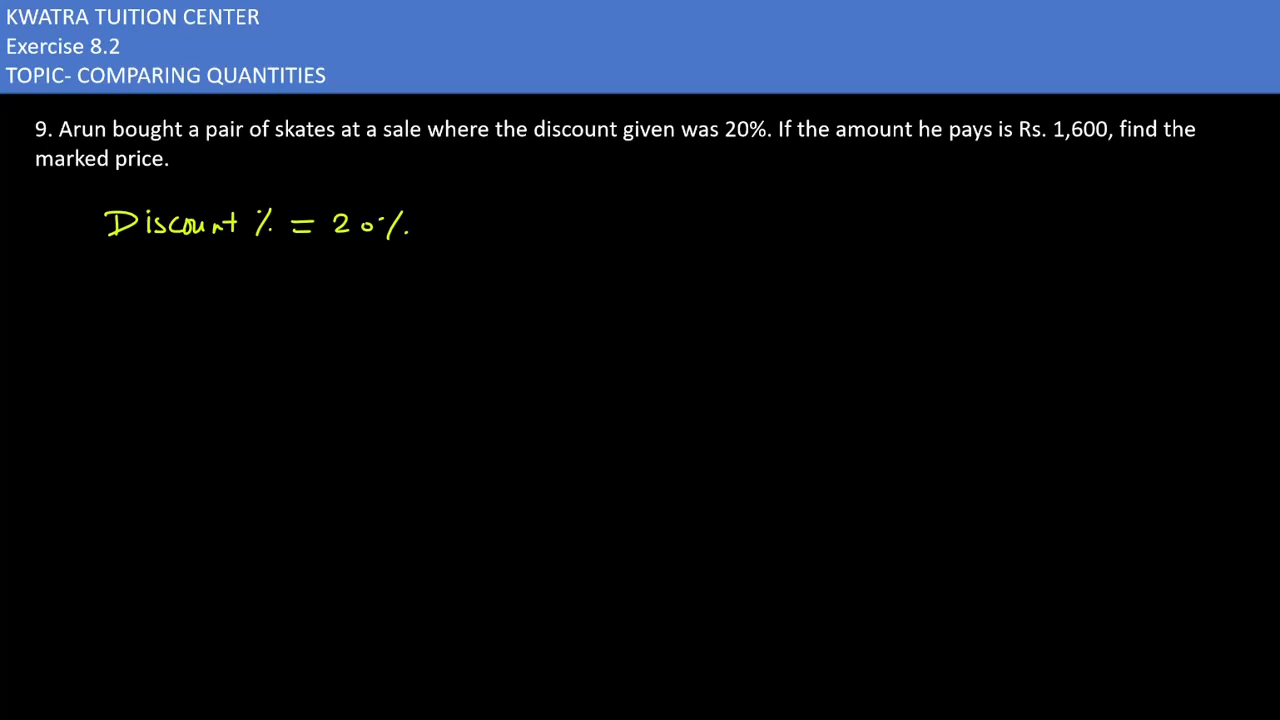 KWATRA TUITION CENTER
Exercise 8.2
TOPIC- COMPARING QUANTITIES
9. Arun bought a pair of skates at a sale where the discount given was 20%. If the amount he pays is Rs. 1,600, find the
marked price.
Discount % = 20%.